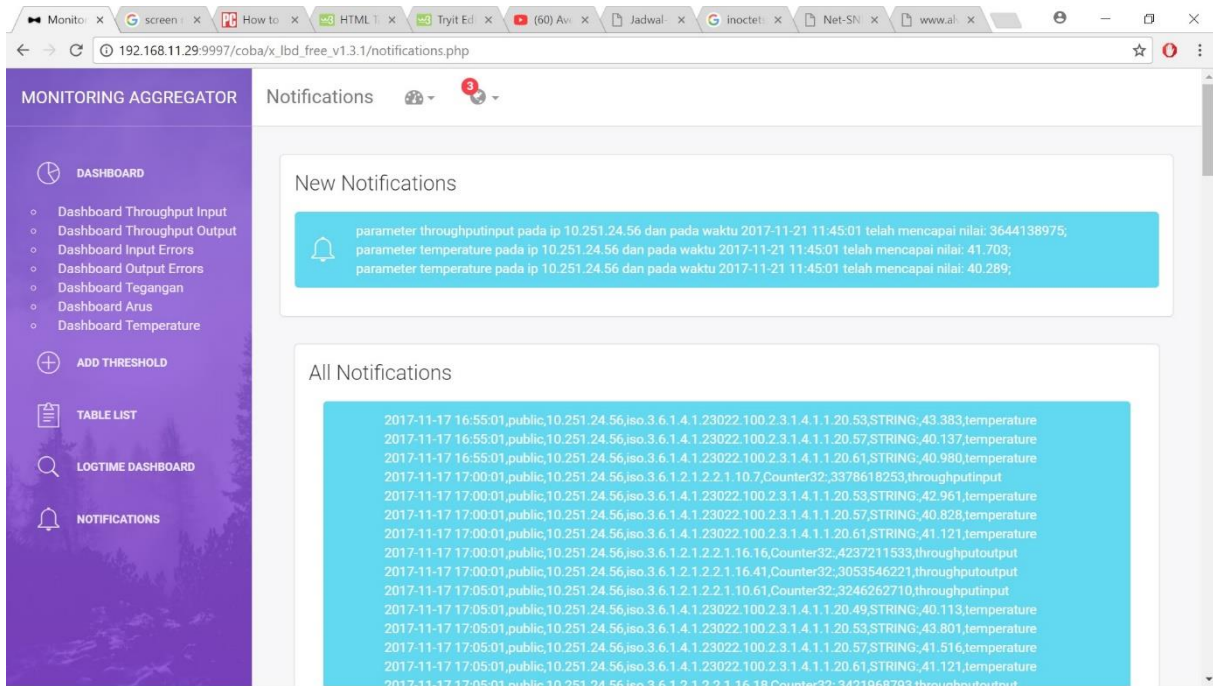 Monitor
screen
How to
HTML
Tryit Ed
(60) Av
Jadwal-
inoctet
Net-SN
www.al
192.168.11.29:9997/coba/x_lbd_free_v1.3.1/notifications.php
MONITORING AGGREGATOR
Notifications
3
DASHBOARD
Dashboard Throughput Input
Dashboard Throughput Output
Dashboard Input Errors
Dashboard Output Errors
Dashboard Tegangan
Dashboard Arus
Dashboard Temperature
ADD THRESHOLD
TABLE LIST
LOGTIME DASHBOARD
NOTIFICATIONS
New Notifications
parameter throughputinput pada ip 10.251.24.56 dan pada waktu 2017-11-21 11:45:01 telah mencapai nilai: 3644138975;
parameter temperature pada ip 10.251.24.56 dan pada waktu 2017-11-21 11:45:01 telah mencapai nilai: 41.703;
parameter temperature pada ip 10.251.24.56 dan pada waktu 2017-11-21 11:45:01 telah mencapai nilai: 40.289;
All Notifications
2017-11-17 16:55:01,public,10.251.24.56,iso.3.6.1.4.1.23022.100.2.3.1.4.1.1.20.53,STRING:,43.383,temperature
2017-11-17 16:55:01,public,10.251.24.56,iso.3.6.1.4.1.23022.100.2.3.1.4.1.1.20.57,STRING:,40.137,temperature
2017-11-17 16:55:01,public,10.251.24.56,iso.3.6.1.4.1.23022.100.2.3.1.4.1.1.20.61,STRING:,40.980,temperature
2017-11-17 17:00:01,public,10.251.24.56,iso.3.6.1.2.1.2.2.1.10.7,Counter32:,3378618253,throughputinput
2017-11-17 17:00:01,public,10.251.24.56,iso.3.6.1.4.1.23022.100.2.3.1.4.1.1.20.53,STRING:,42.961,temperature
2017-11-17 17:00:01,public,10.251.24.56,iso.3.6.1.4.1.23022.100.2.3.1.4.1.1.20.57,STRING:,40.828,temperature
2017-11-17 17:00:01,public,10.251.24.56,iso.3.6.1.4.1.23022.100.2.3.1.4.1.1.20.61,STRING:,41.121,temperature
2017-11-17 17:00:01,public,10.251.24.56,iso.3.6.1.2.1.2.2.1.16.16,Counter32:,4237211533,throughputoutput
2017-11-17 17:00:01,public,10.251.24.56,iso.3.6.1.2.1.2.2.1.16.41,Counter32:,3053546221,throughputoutput
2017-11-17 17:05:01,public,10.251.24.56,iso.3.6.1.2.1.2.2.1.10.61,Counter32:,3246262710,throughputinput
2017-11-17 17:05:01,public,10.251.24.56,iso.3.6.1.4.1.23022.100.2.3.1.4.1.1.20.49,STRING:,40.113,temperature
2017-11-17 17:05:01,public,10.251.24.56,iso.3.6.1.4.1.23022.100.2.3.1.4.1.1.20.53,STRING:,43.801,temperature
2017-11-17 17:05:01,public,10.251.24.56,iso.3.6.1.4.1.23022.100.2.3.1.4.1.1.20.57,STRING:,41.516,temperature
2017-11-17 17:05:01,public,10.251.24.56,iso.3.6.1.4.1.23022.100.2.3.1.4.1.1.20.61,STRING:,41.121,temperature
2017-11-17 17:05:01,public,10.251.24.56,iso.3.6.1.2.1.2.2.1.16.18,Counter32:,3421968793,throughputoutput